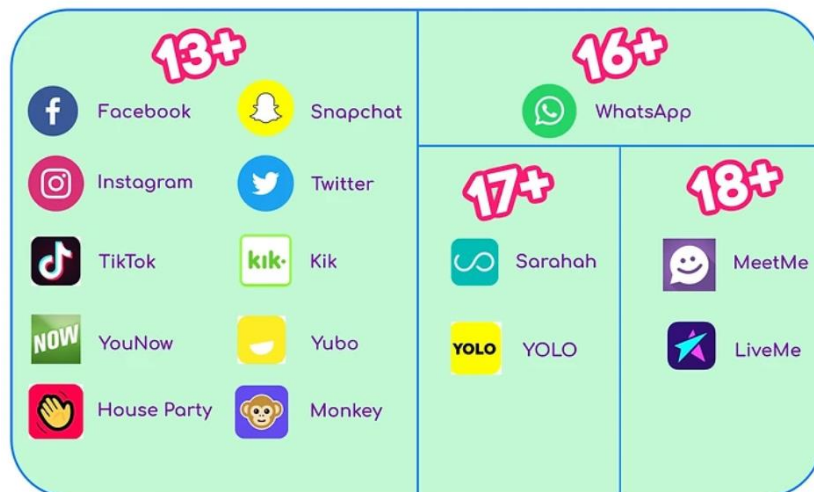 13+
Facebook
Snapchat
Instagram
Twitter
TikTok
kik.
Kik
NOW
YouNow
Yubo
House Party
Monkey
16+
WhatsApp
17+
Sarahah
YOLO
YOLO
18+
MeetMe
LiveMe